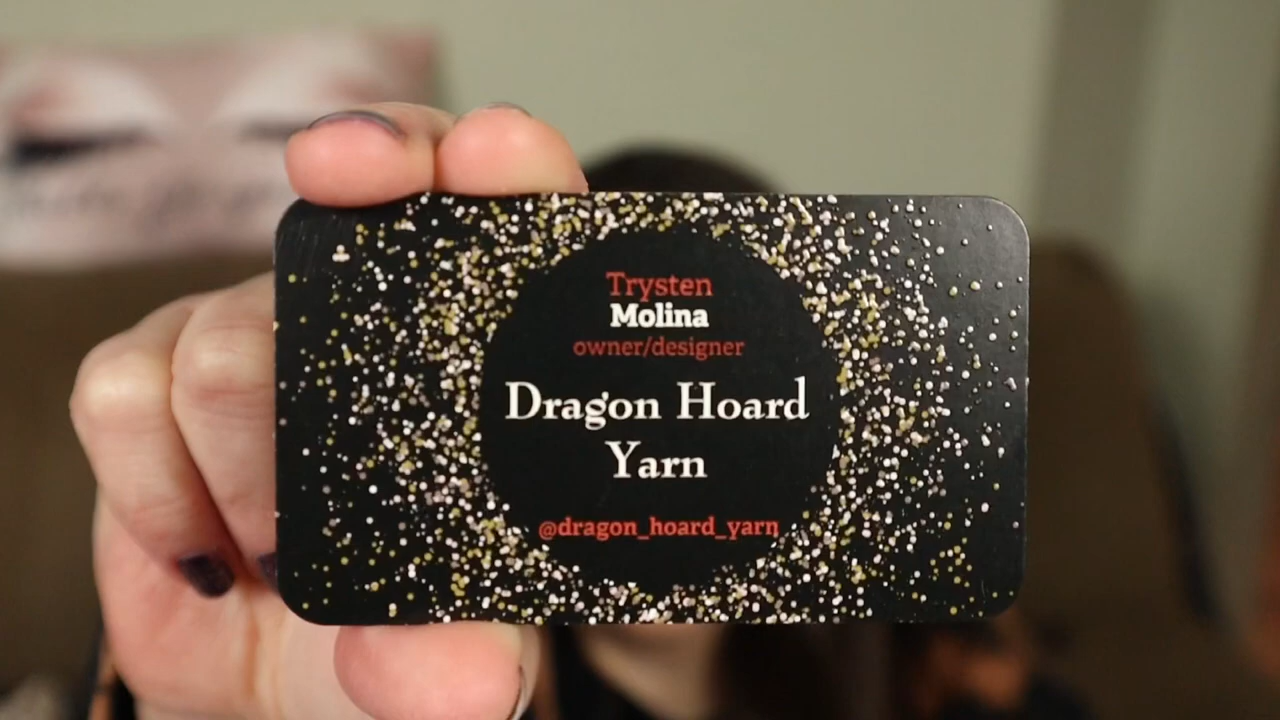 Trysten
Molina
owner/designer
Dragon Hoard
Yarn
@dragon_hoard_yarn